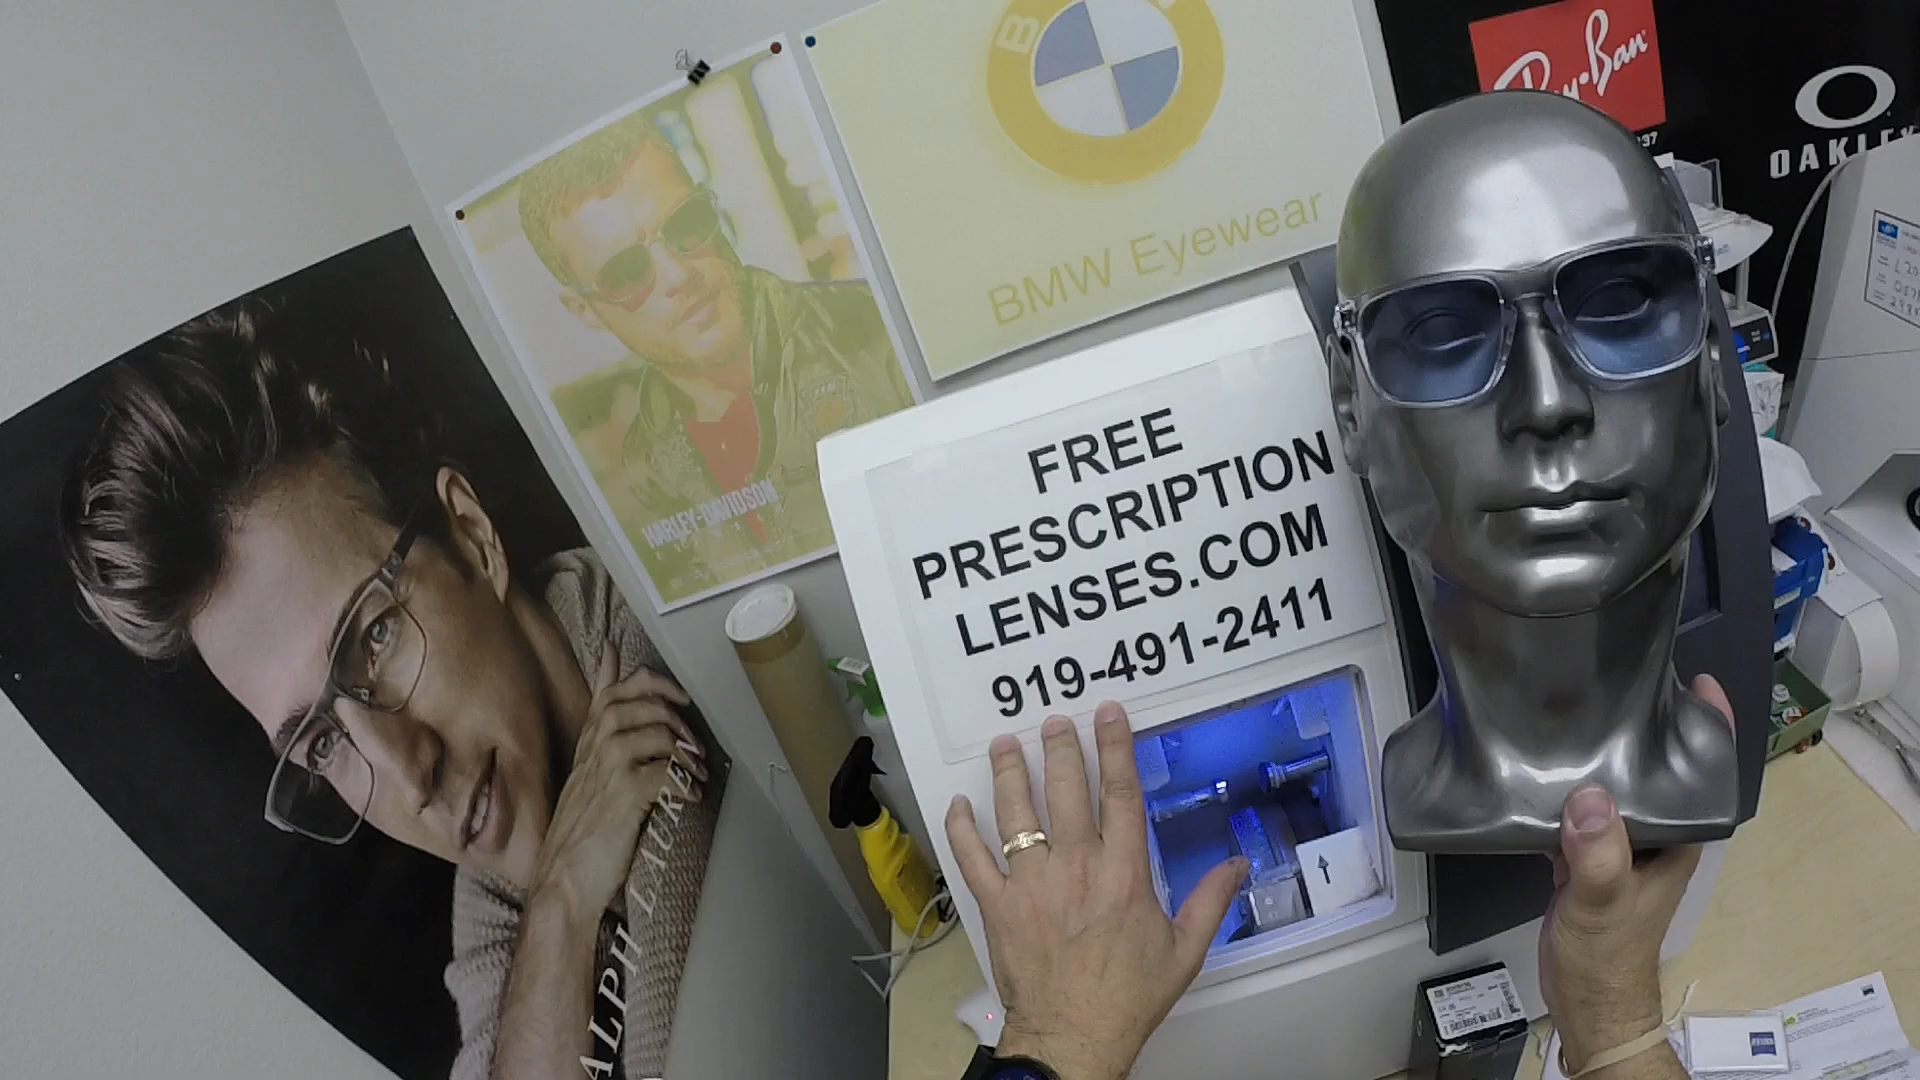 B
BMW Eyewear
Ray-Ban
OAKLEY
HARLEY-DAVIDSON
FREE
PRESCRIPTION
LENSES.COM
919-491-2411
RALPH LAUREN